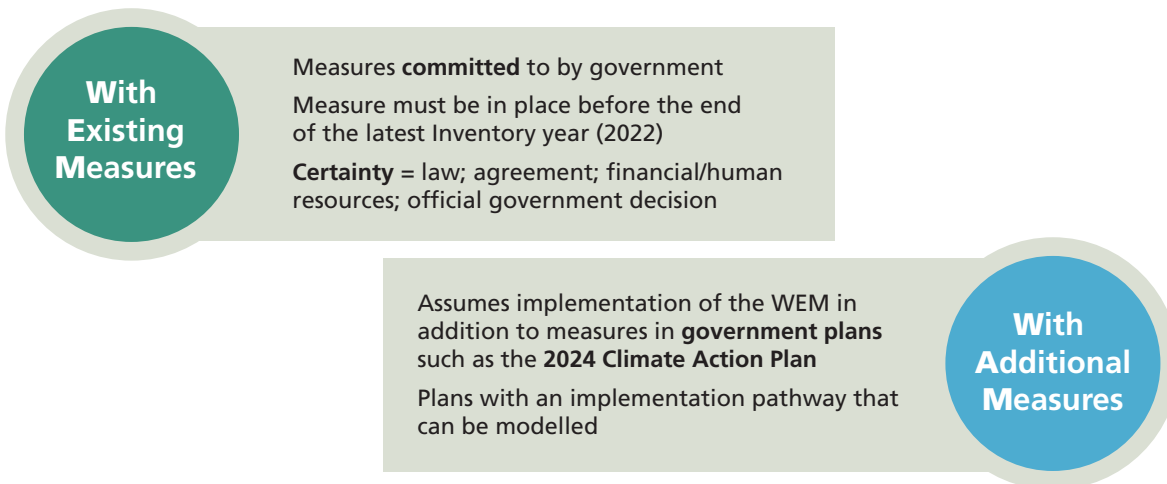 With
Existing
Measures
Measures committed to by government
Measure must be in place before the end
of the latest Inventory year (2022)
Certainty = law; agreement; financial/human
resources; official government decision
Assumes implementation of the WEM in
addition to measures in government plans
such as the 2024 Climate Action Plan
Plans with an implementation pathway that
can be modelled
With
Additional
Measures